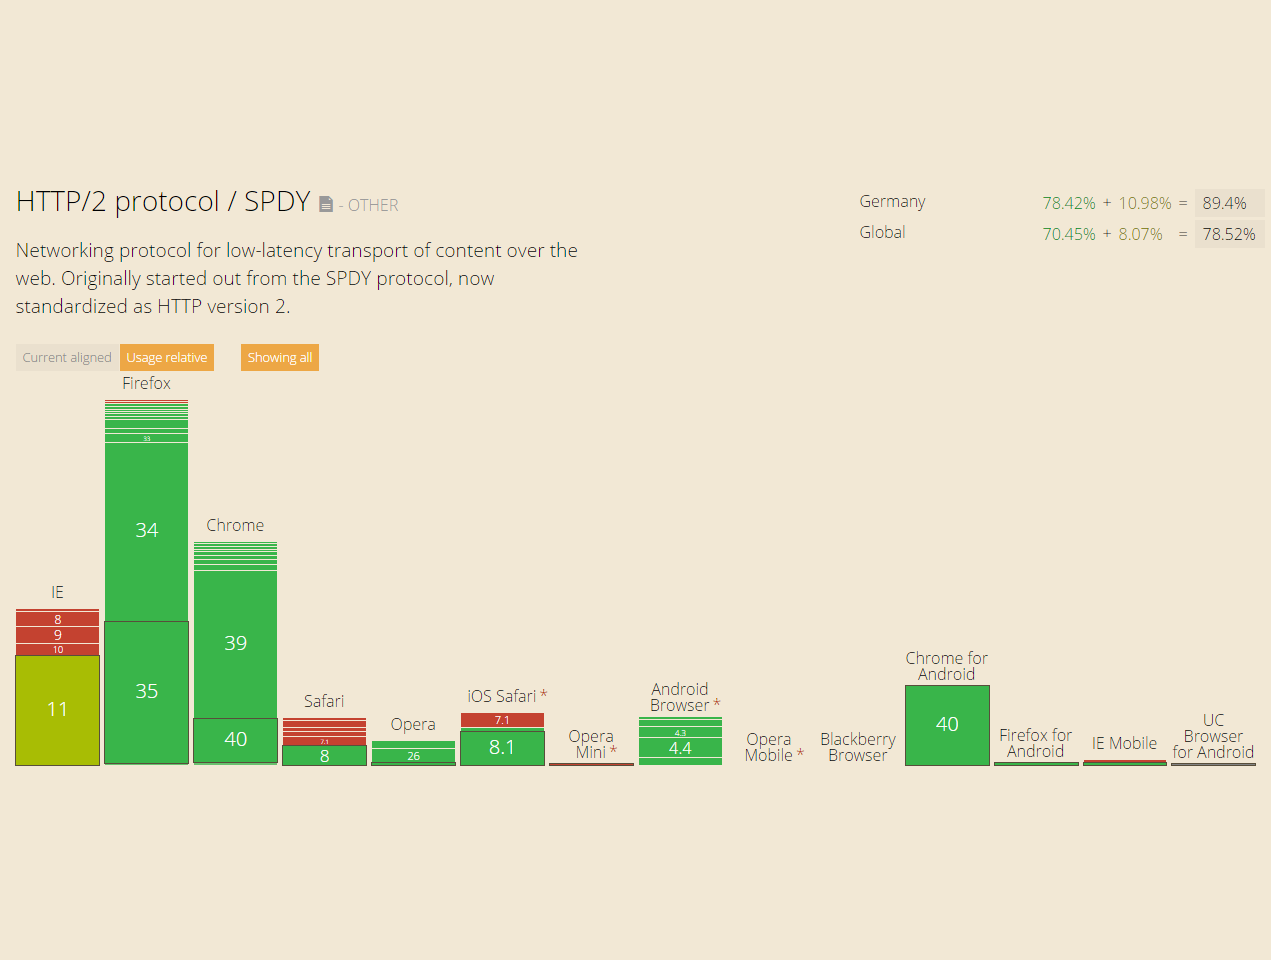 HTTP/2 protocol / SPDY - OTHER
Germany 78.42% + 10.98% = 89.4%
Global 70.45% + 8.07% = 78.52%
Networking protocol for low-latency transport of content over the
web. Originally started out from the SPDY protocol, now
standardized as HTTP version 2.
Current aligned Usage relative Showing all
IE
8
9
10
11
Firefox
33
34
35
Chrome
39
40
Safari
7.1
8
Opera
26
iOS Safari *
7.1
8.1
Opera
Mini *
Android
Browser *
4.3
4.4
Opera
Mobile *
Blackberry
Browser
Chrome for
Android
40
Firefox for
Android
IE Mobile
UC
Browser
for Android